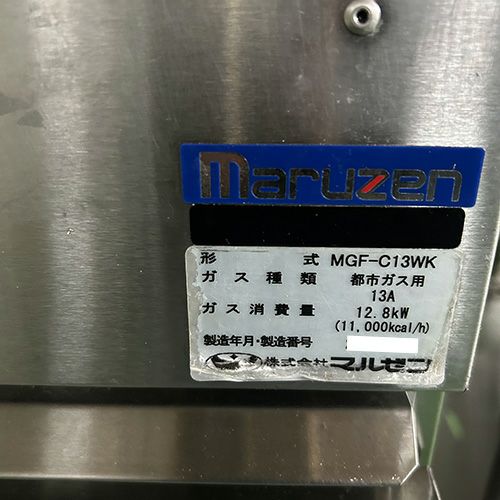 maruzen
形式 MGF-C13WK
ガス種類 都市ガス用
13A
ガス消費量 12.8kW
(11,000kcal/h)
製造年月・製造番号
株式会社マルゼン